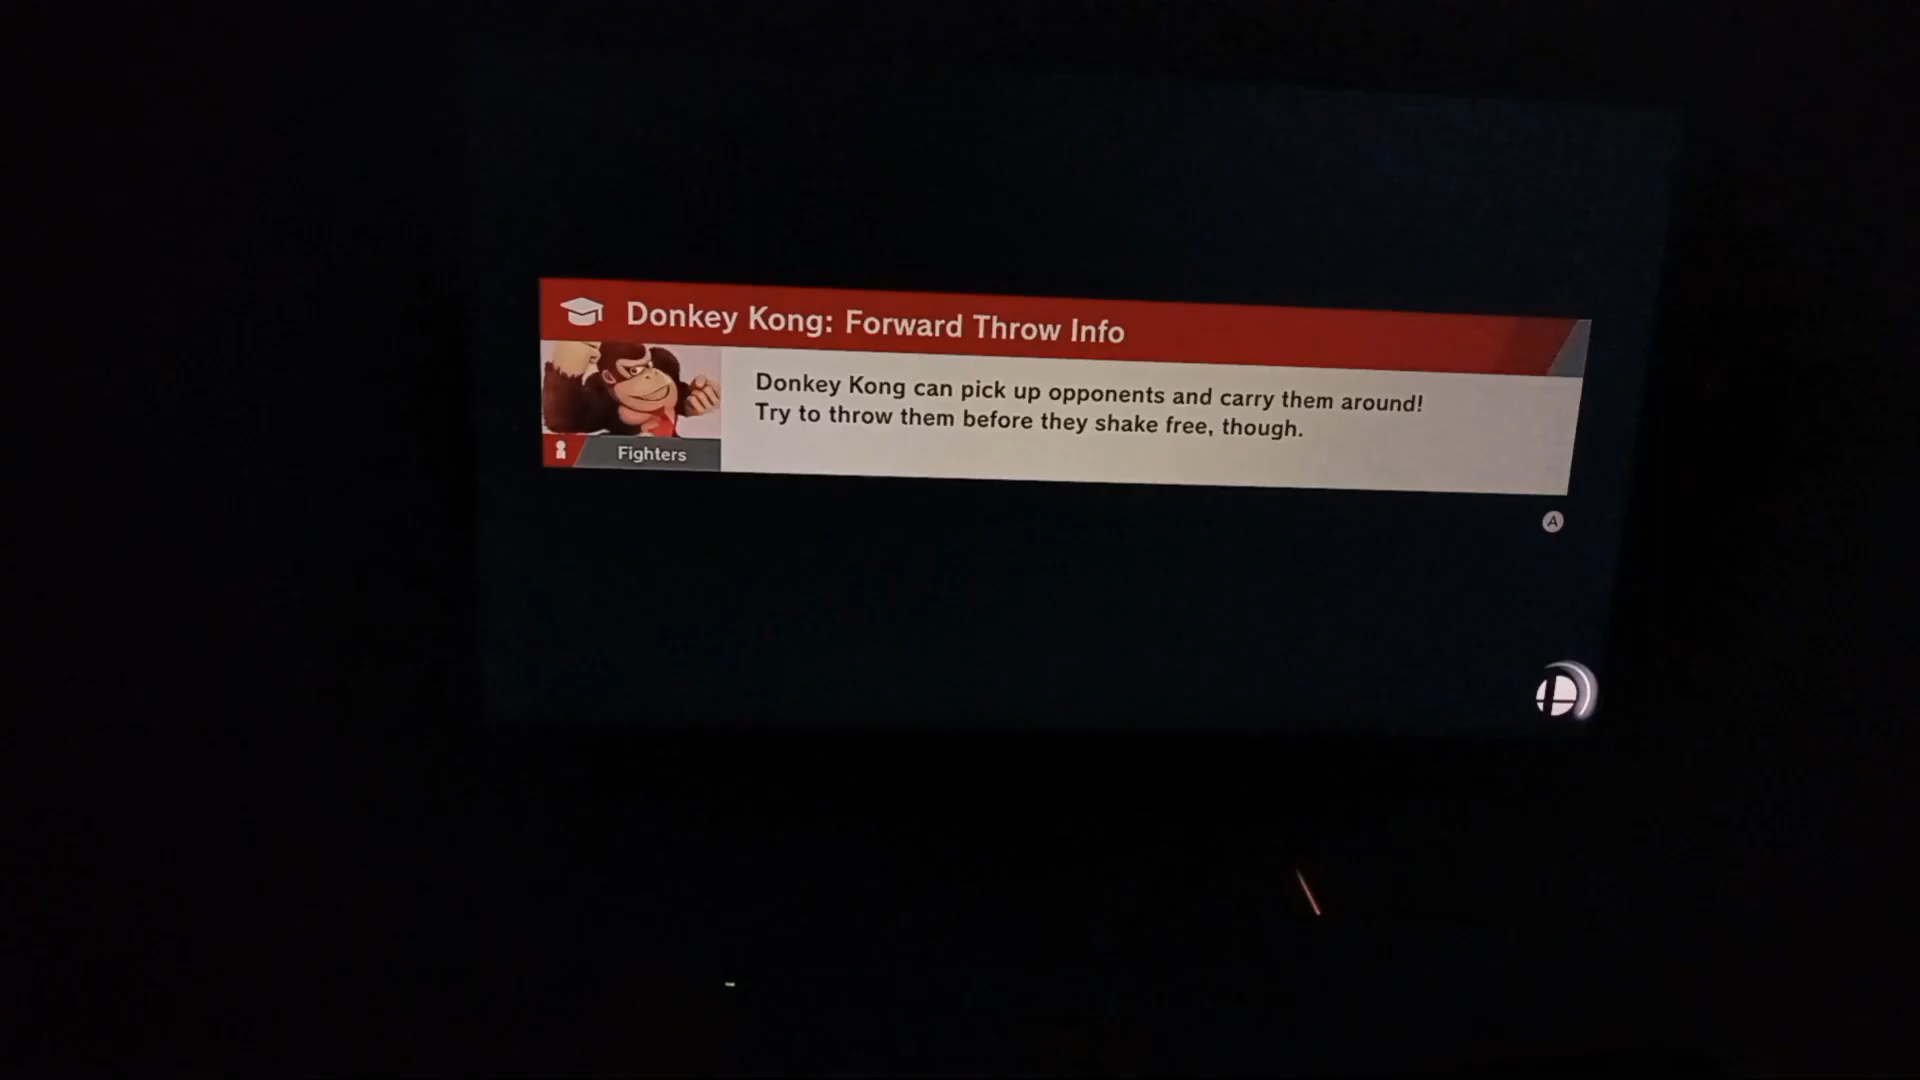 Donkey Kong: Forward Throw Info
Donkey Kong can pick up opponents and carry them around!
Try to throw them before they shake free, though.
Fighters
A